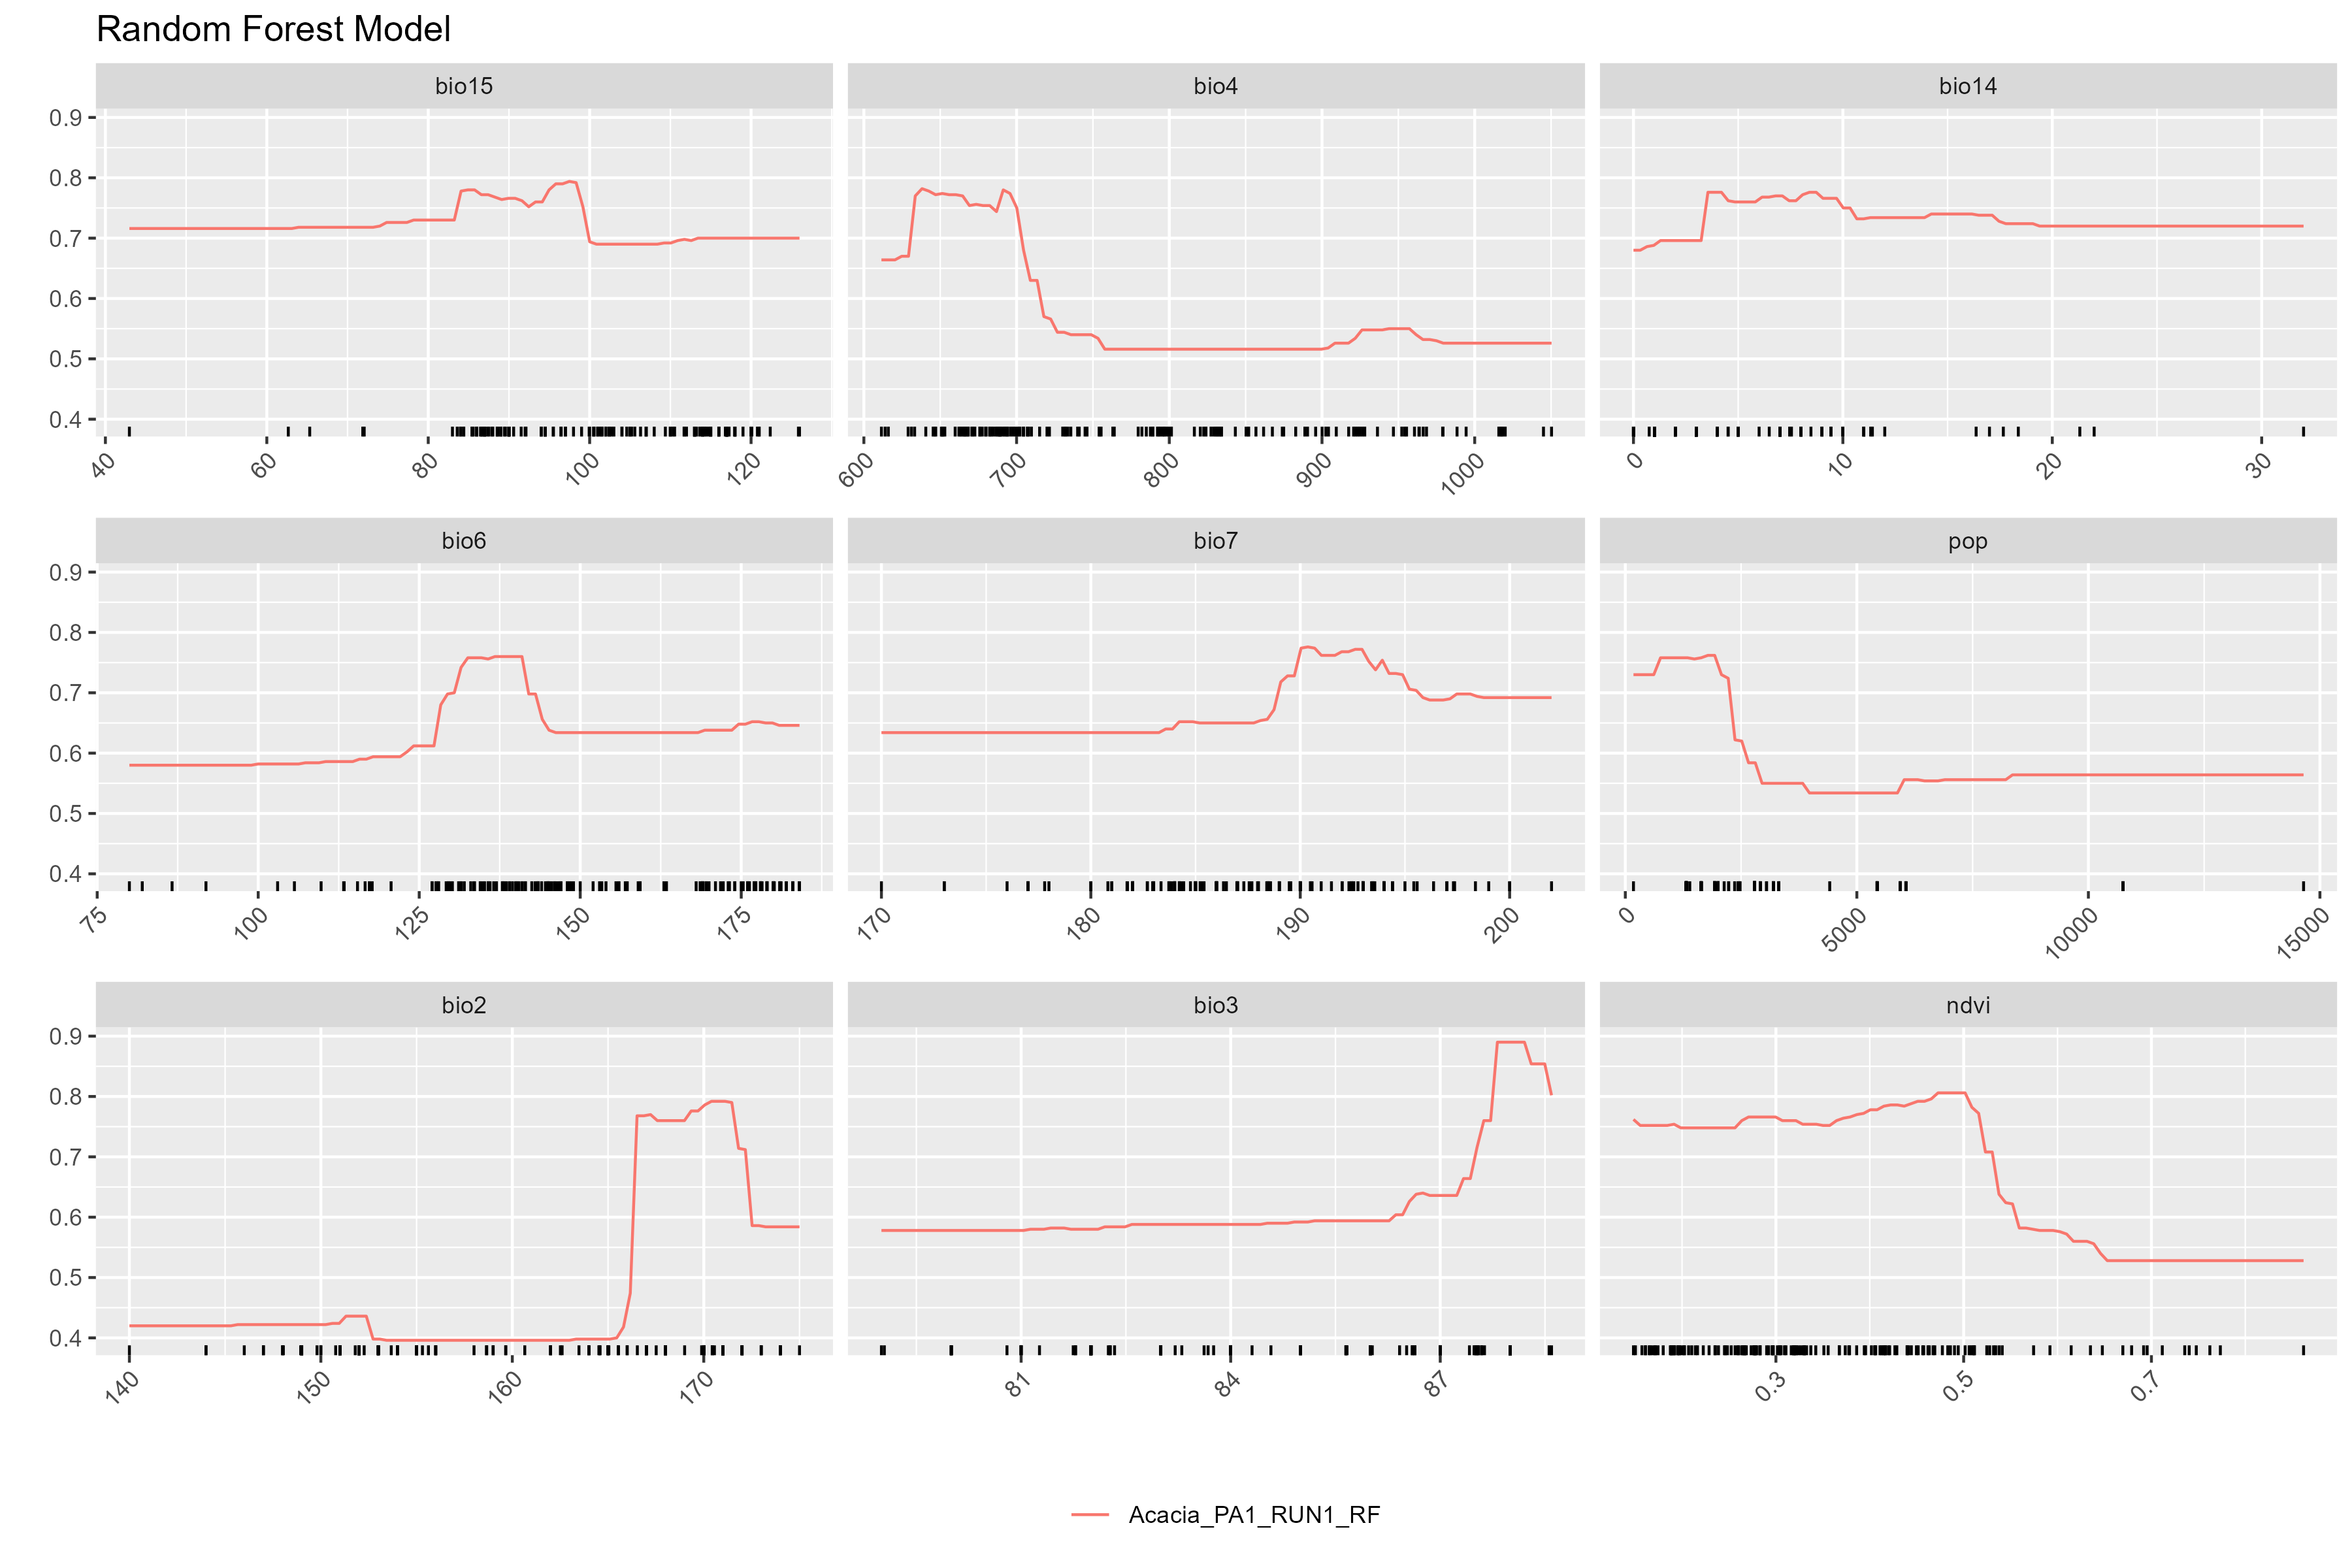 Random Forest Model
bio15 bio4 bio14
0.9
0.8
0.7
0.6
0.5
0.4
40 60 80 100 120 600 700 800 900 1000 0 10 20 30
bio6 bio7 pop
0.9
0.8
0.7
0.6
0.5
0.4
75 100 125 150 175 170 180 190 200 0 5000 10000 15000
bio2 bio3 ndvi
0.9
0.8
0.7
0.6
0.5
0.4
140 150 160 170 81 84 87 0.3 0.5 0.7
Acacia_PA1_RUN1_RF